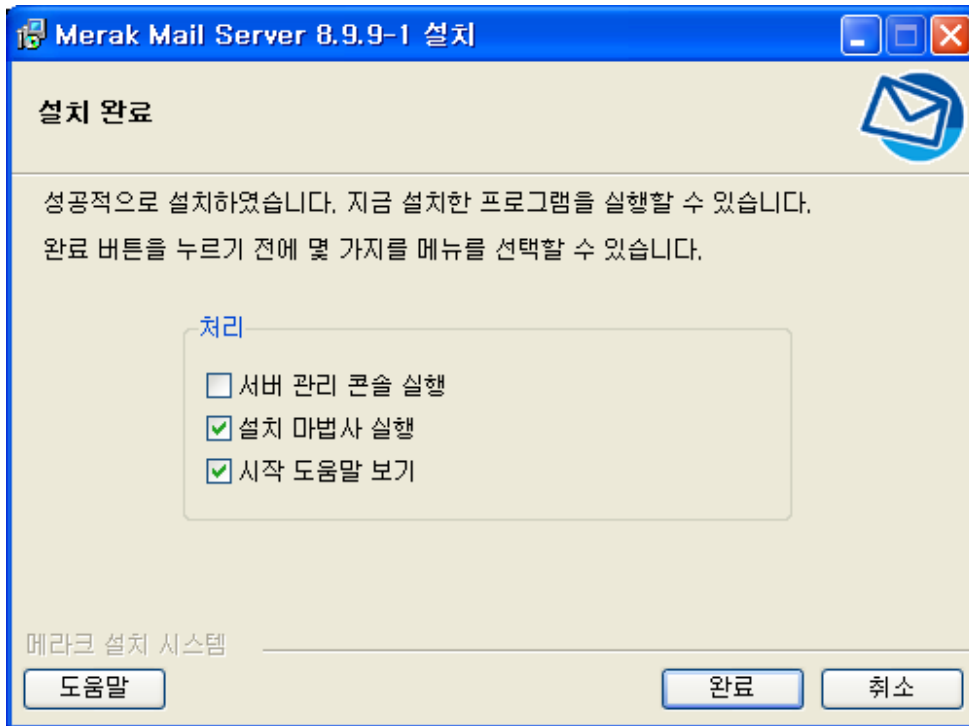 Merak Mail Server 8.9.9-1 설치
설치 완료
성공적으로 설치하였습니다. 지금 설치한 프로그램을 실행할 수 있습니다.
완료 버튼을 누르기 전에 몇 가지를 메뉴를 선택할 수 있습니다.
처리
서버 관리 콘솔 실행
설치 마법사 실행
시작 도움말 보기
메라크 설치 시스템
도움말
완료
취소